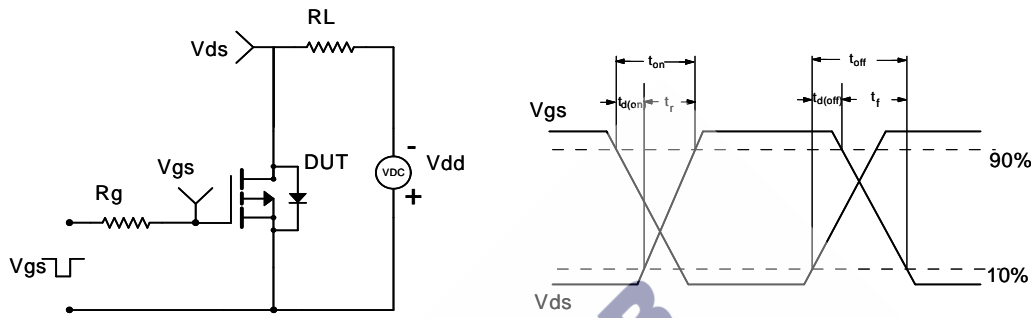 RL
Vds
DUT
Vgs
Rg
VDC
-
+
Vdd
Vgs
ton
toff
td(on)
tr
td(off)
tf
Vgs
90%
10%
Vds